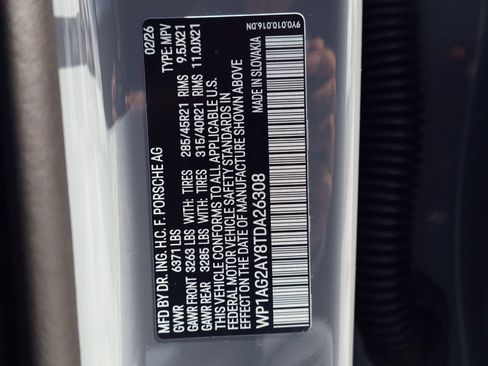 MFD BY DR. ING. H.C. F. PORSCHE AG 02/26
GVWR 6371 LBS TYPE: MPV
GAWR FRONT 3263 LBS WITH TIRES 285/45R21 RIMS 9.5JX21
GAWR REAR 3285 LBS WITH TIRES 315/40R21 RIMS 11.0JX21
THIS VEHICLE CONFORMS TO ALL APPLICABLE U.S.
FEDERAL MOTOR VEHICLE SAFETY STANDARDS IN
EFFECT ON THE DATE OF MANUFACTURE SHOWN ABOVE
WP1AG2AY8TDA26308 MADE IN SLOVAKIA
9Y0.010.016.DN